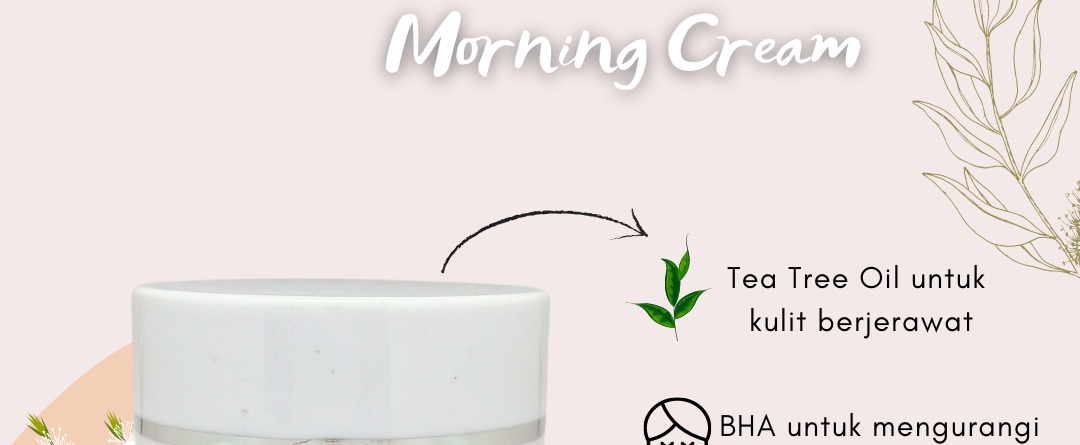 Morning Cream
Tea Tree Oil untuk
kulit berjerawat
BHA untuk mengurangi